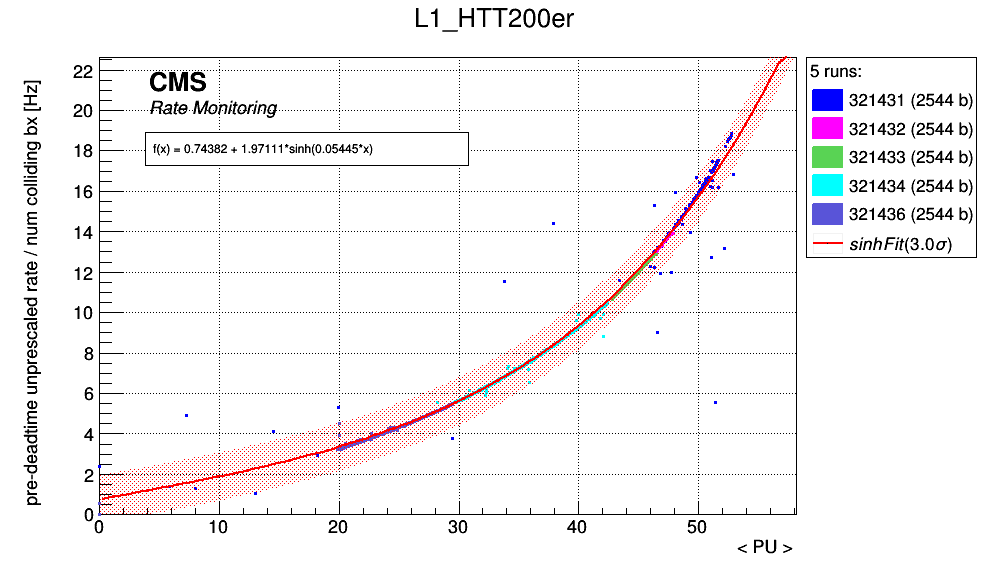 L1_HTT200er
pre-deadtime unprescaled rate / num colliding bx [Hz]
22
20
18
16
14
12
10
8
6
4
2
0
CMS
Rate Monitoring
f(x) = 0.74382 + 1.97111*sinh(0.05445*x)
0 10 20 30 40 50
< PU >
5 runs:
321431 (2544 b)
321432 (2544 b)
321433 (2544 b)
321434 (2544 b)
321436 (2544 b)
sinhFit(3.0σ)